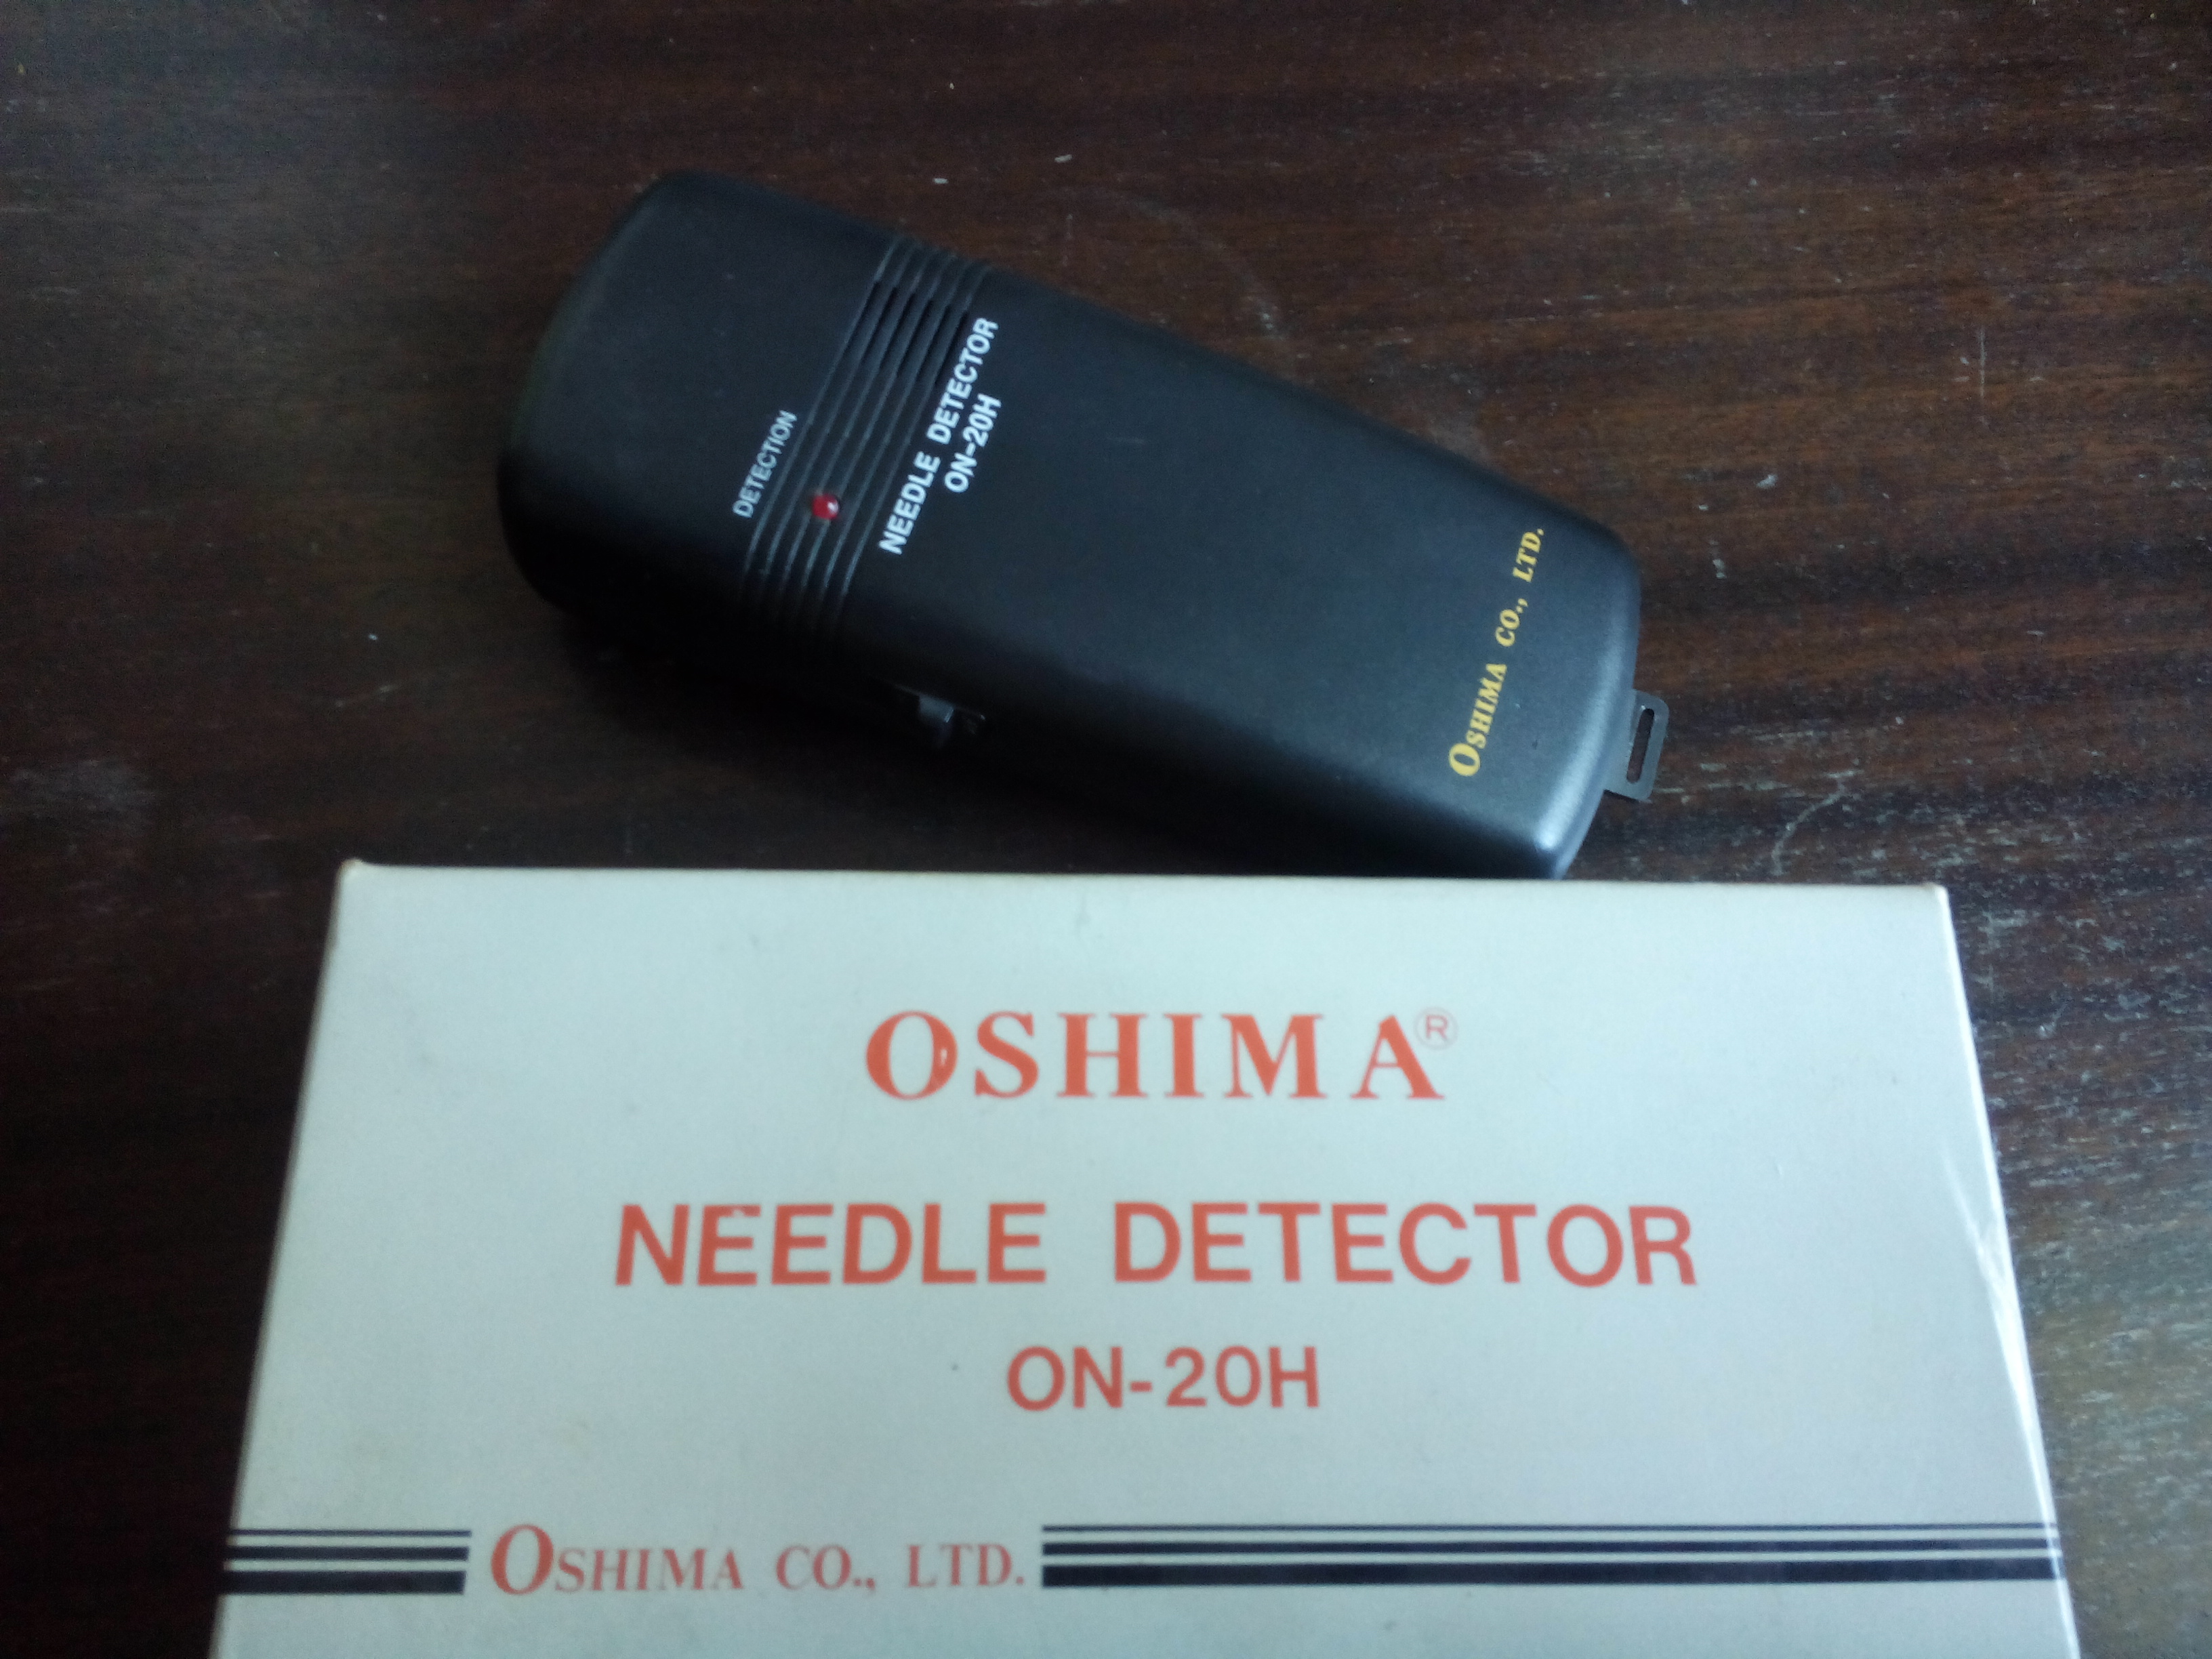 DETECTION
NEEDLE DETECTOR
ON-20H
OSHIMA CO., LTD.
OSHIMA®
NEEDLE DETECTOR
ON-20H
OSHIMA CO., LTD.